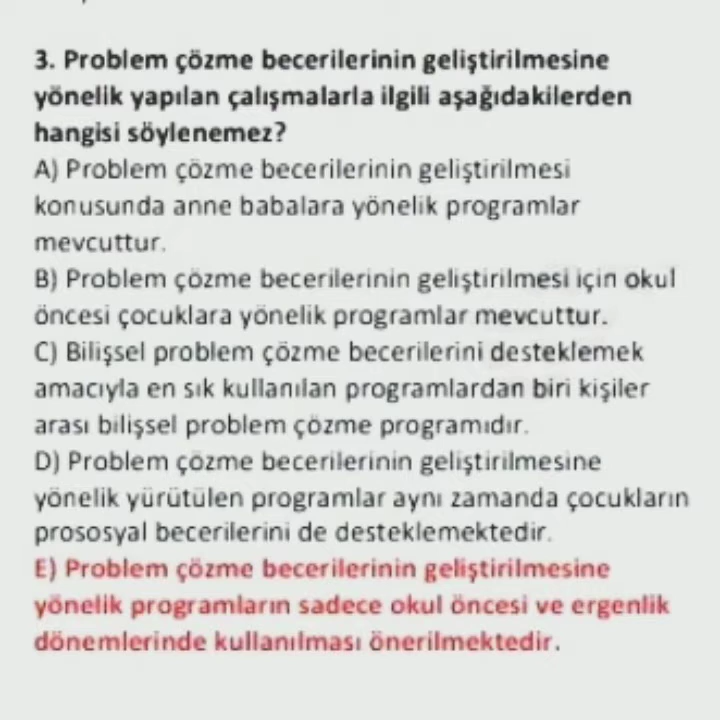 3. Problem çözme becerilerinin geliştirilmesine
yönelik yapılan çalışmalarla ilgili aşağıdakilerden
hangisi söylenemez?
A) Problem çözme becerilerinin geliştirilmesi
konusunda anne babalara yönelik programlar
mevcuttur.
B) Problem çözme becerilerinin geliştirilmesi için okul
öncesi çocuklara yönelik programlar mevcuttur.
C) Bilişsel problem çözme becerilerini desteklemek
amacıyla en sık kullanılan programlardan biri kişiler
arası bilişsel problem çözme programıdır.
D) Problem çözme becerilerinin geliştirilmesine
yönelik yürütülen programlar aynı zamanda çocukların
prososyal becerilerini de desteklemektedir.
E) Problem çözme becerilerinin geliştirilmesine
yönelik programların sadece okul öncesi ve ergenlik
dönemlerinde kullanılması önerilmektedir.